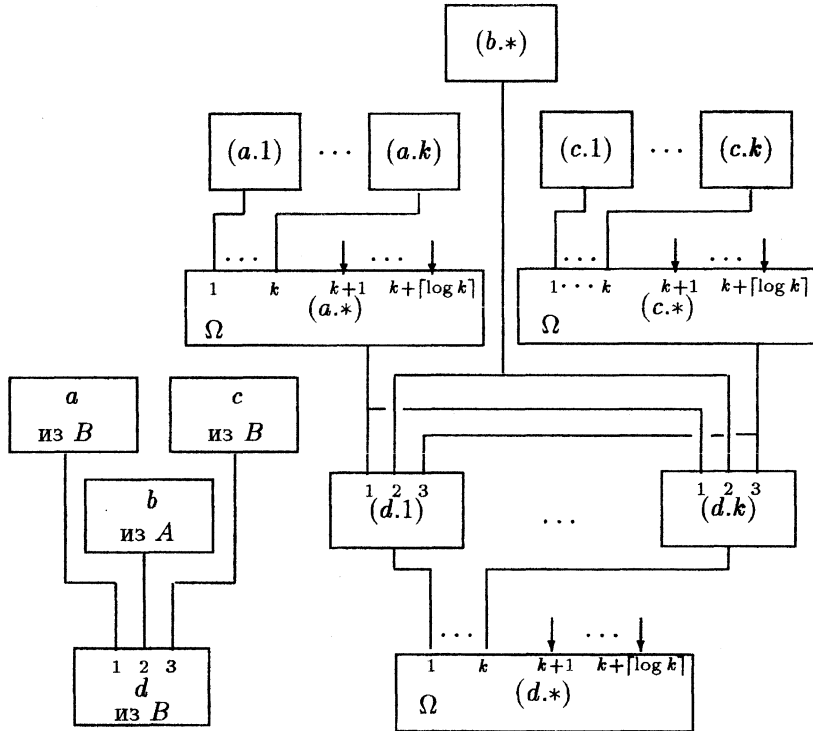 (b.*)
(a.1) ... (a.k) (c.1) ... (c.k)
... ... ... ...
1 k k+1 k+⌈log k⌉ 1 ... k k+1 k+⌈log k⌉
(a.*) (c.*)
Ω Ω
a c
из B из B
1 2 3 1 2 3
b (d.1) (d.k)
из A ...
... ...
1 2 3 1 k k+1 k+⌈log k⌉
d (d.*)
из B Ω